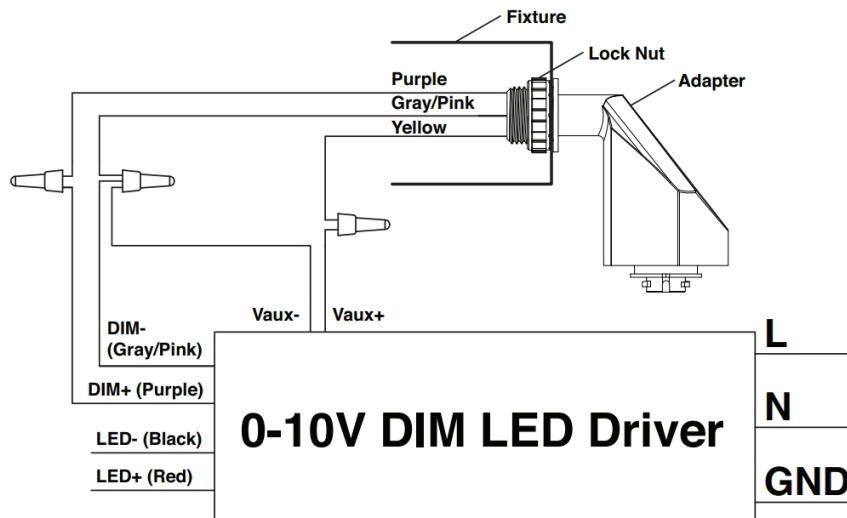 Fixture
Lock Nut
Adapter
Purple
Gray/Pink
Yellow
Vaux-
Vaux+
DIM-
(Gray/Pink)
DIM+ (Purple)
LED- (Black)
LED+ (Red)
0-10V DIM LED Driver
L
N
GND